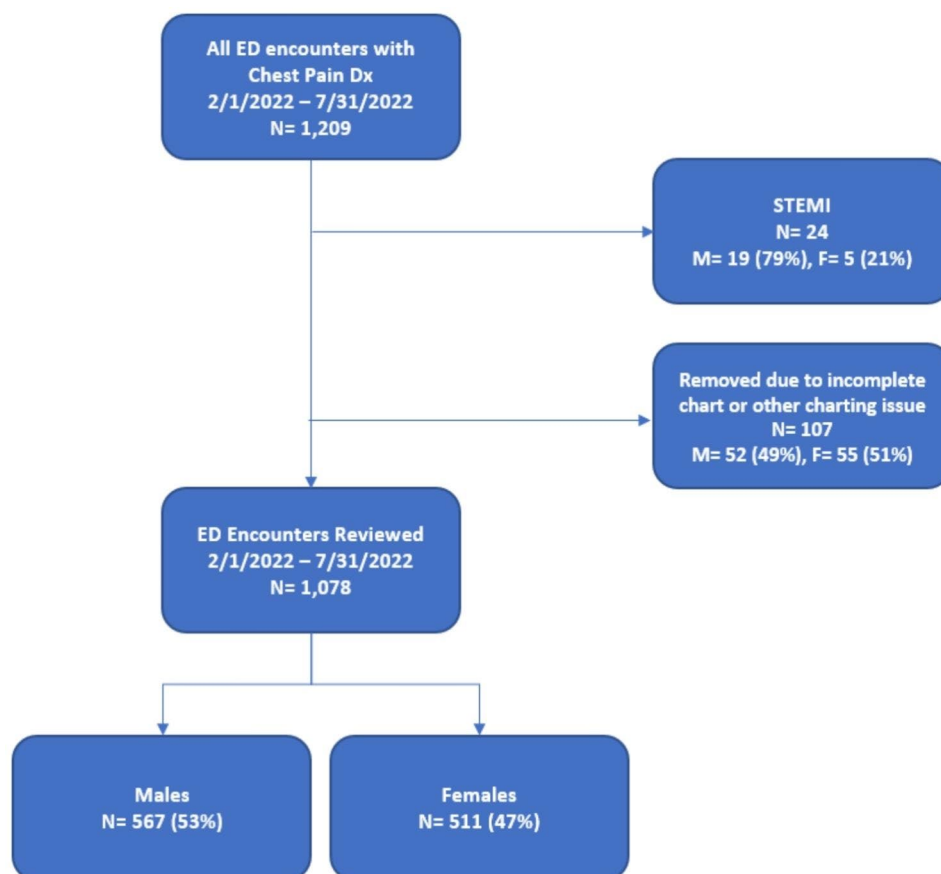 All ED encounters with
Chest Pain Dx
2/1/2022 – 7/31/2022
N= 1,209
STEMI
N= 24
M= 19 (79%), F= 5 (21%)
Removed due to incomplete
chart or other charting issue
N= 107
M= 52 (49%), F= 55 (51%)
ED Encounters Reviewed
2/1/2022 – 7/31/2022
N= 1,078
Males
N= 567 (53%)
Females
N= 511 (47%)